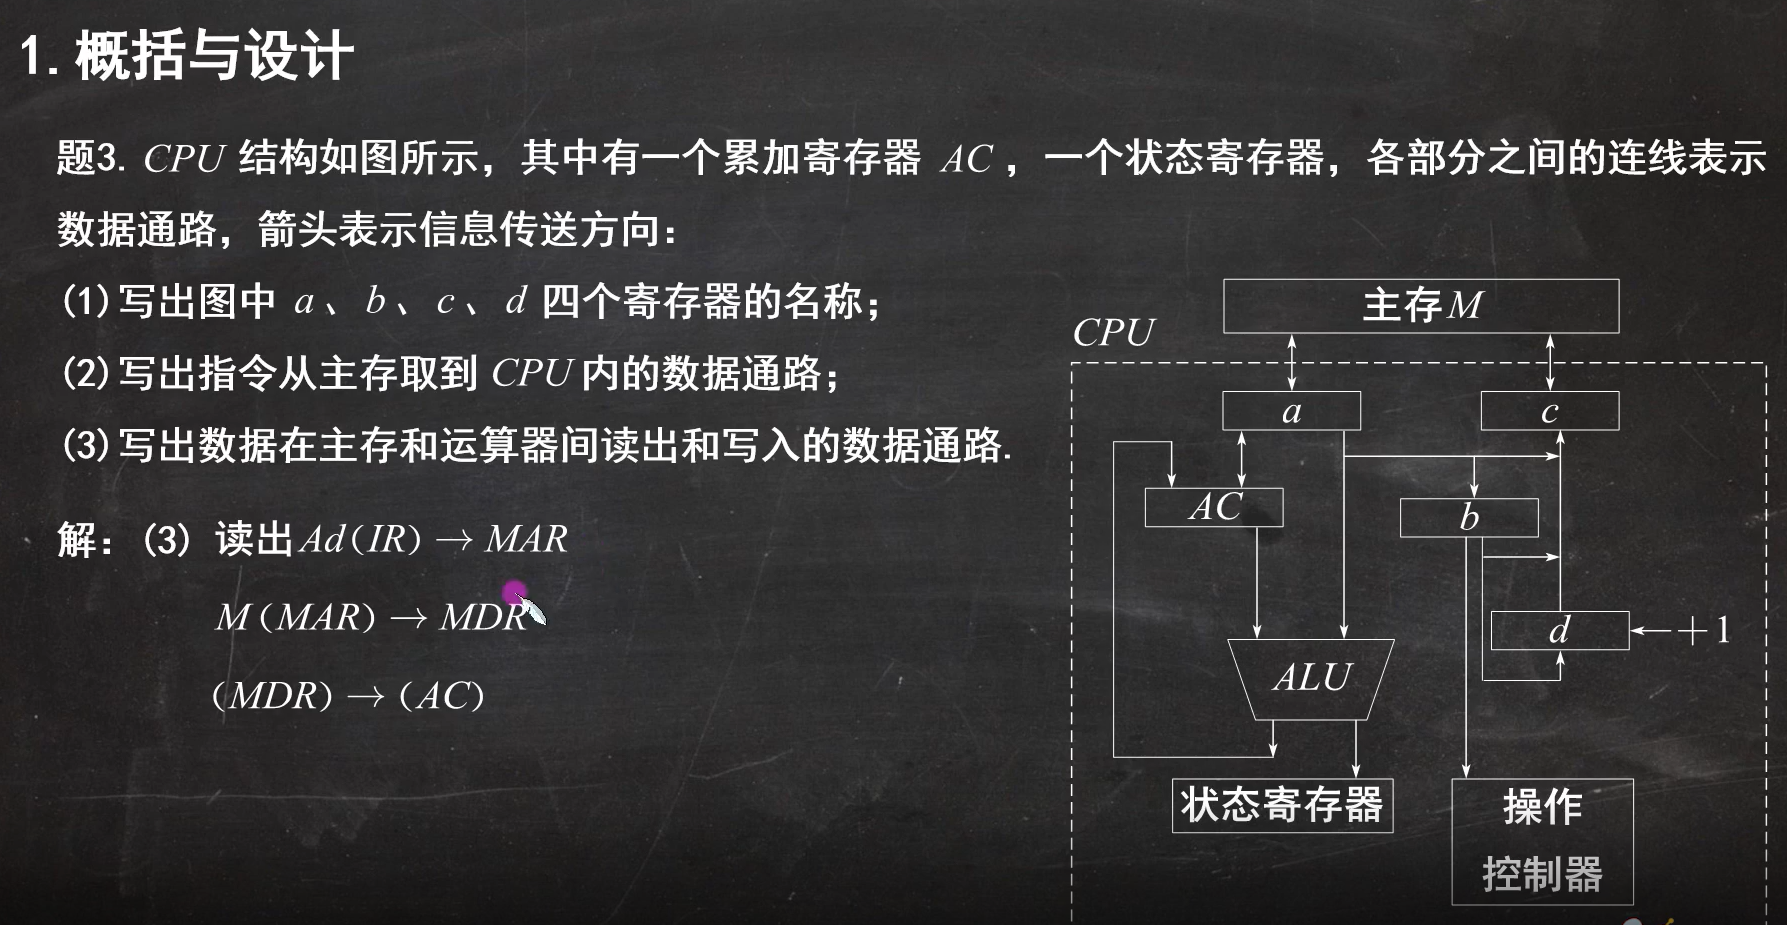 1. 概括与设计
题3. CPU 结构如图所示，其中有一个累加寄存器 AC ，一个状态寄存器，各部分之间的连线表示
数据通路，箭头表示信息传送方向：
(1)写出图中 a 、 b 、 c 、 d 四个寄存器的名称；
(2)写出指令从主存取到 CPU 内的数据通路；
(3)写出数据在主存和运算器间读出和写入的数据通路.
解：(3) 读出 Ad(IR) → MAR
M(MAR) → MDR
(MDR) → (AC)
主存 M
CPU
a
c
AC
b
d
+1
ALU
状态寄存器
操作
控制器